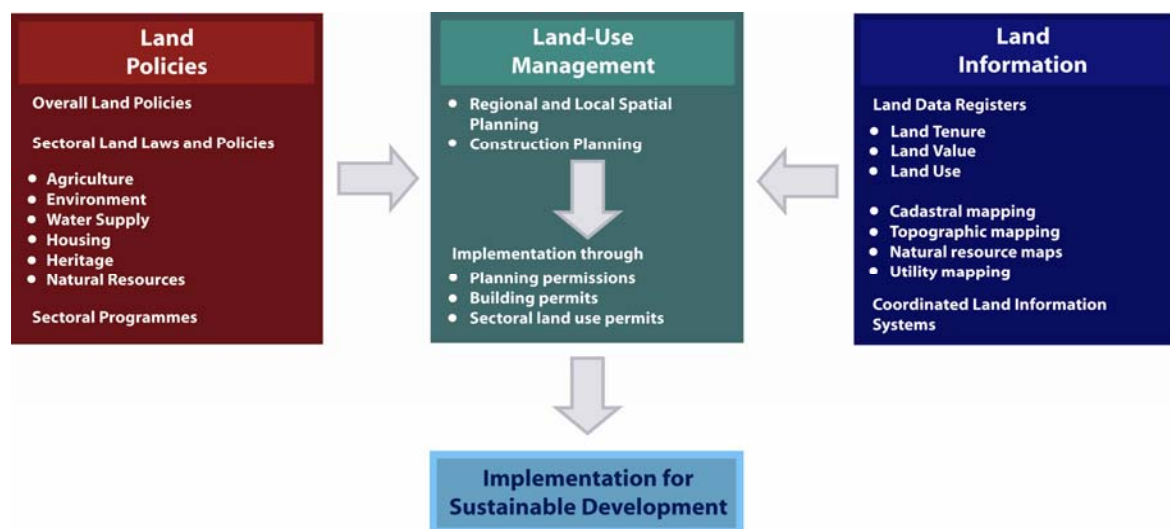 Land
Policies
Overall Land Policies
Sectoral Land Laws and Policies
• Agriculture
• Environment
• Water Supply
• Housing
• Heritage
• Natural Resources
Sectoral Programmes
Land-Use
Management
• Regional and Local Spatial
Planning
• Construction Planning
Implementation through
• Planning permissions
• Building permits
• Sectoral land use permits
Land
Information
Land Data Registers
• Land Tenure
• Land Value
• Land Use
• Cadastral mapping
• Topographic mapping
• Natural resource maps
• Utility mapping
Coordinated Land Information
Systems
Implementation for
Sustainable Development